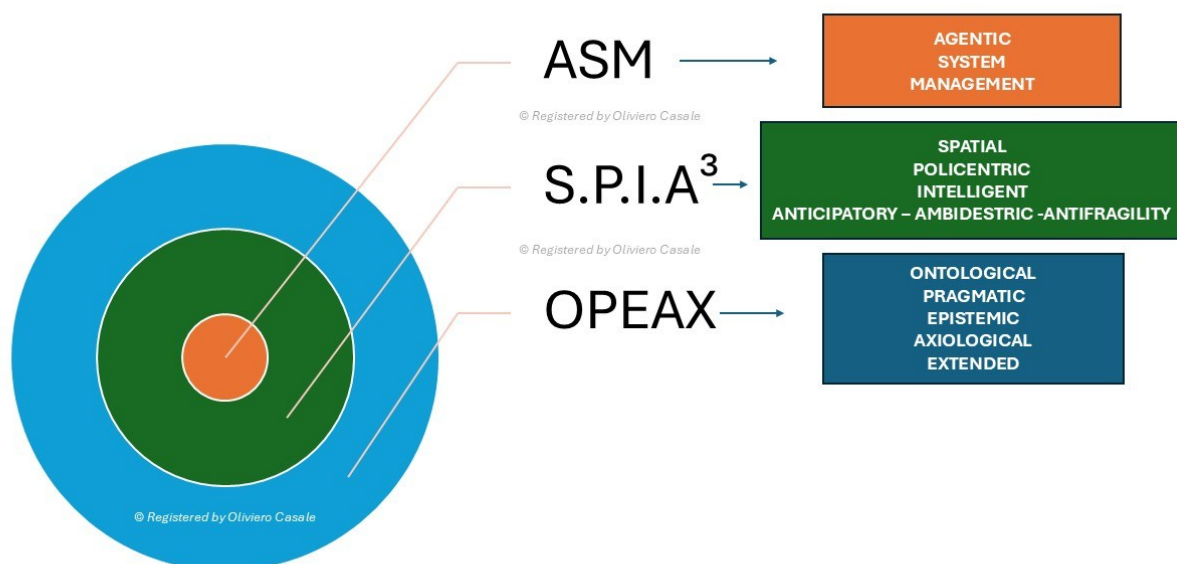 ASM
AGENTIC
SYSTEM
MANAGEMENT
© Registered by Oliviero Casale
S.P.I.A³
SPATIAL
POLICENTRIC
INTELLIGENT
ANTICIPATORY – AMBIDESTRIC -ANTIFRAGILITY
© Registered by Oliviero Casale
OPEAX
ONTOLOGICAL
PRAGMATIC
EPISTEMIC
AXIOLOGICAL
EXTENDED
© Registered by Oliviero Casale